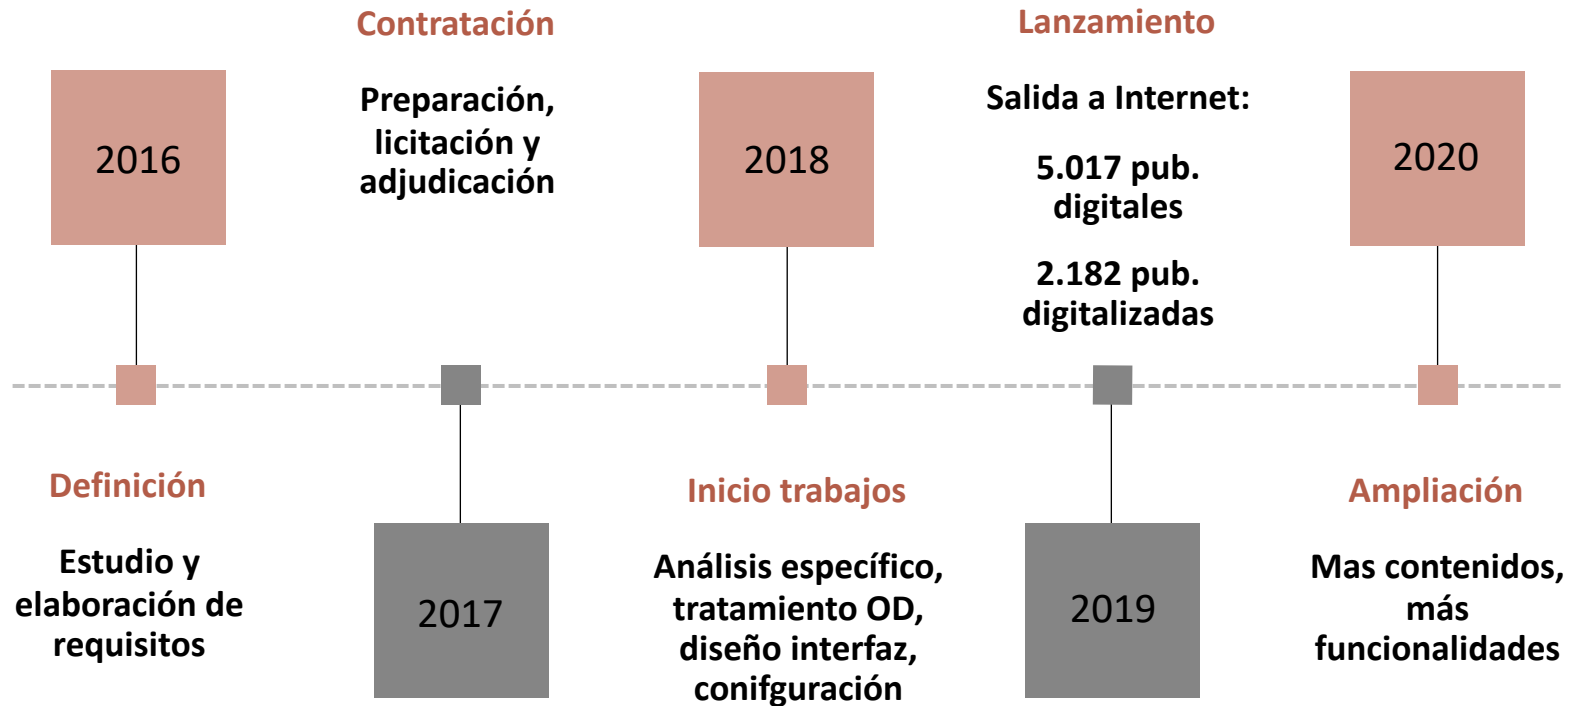 2016
Definición
Estudio y
elaboración de
requisitos
Contratación
Preparación,
licitación y
adjudicación
2017
2018
Inicio trabajos
Análisis específico,
tratamiento OD,
diseño interfaz,
conifguración
Lanzamiento
Salida a Internet:
5.017 pub.
digitales
2.182 pub.
digitalizadas
2019
2020
Ampliación
Mas contenidos,
más
funcionalidades